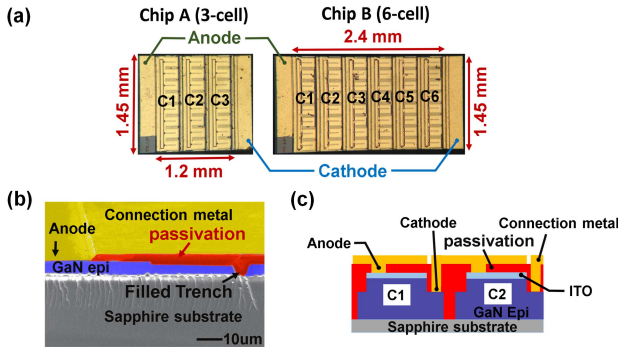 (a)
Chip A (3-cell)
Chip B (6-cell)
Anode
2.4 mm
1.45 mm
C1 C2 C3
C1 C2 C3 C4 C5 C6
1.45 mm
1.2 mm
Cathode
(b)
Connection metal
Anode
passivation
GaN epi
Filled Trench
Sapphire substrate
10um
(c)
Cathode
Connection metal
Anode
passivation
C1
C2
ITO
GaN Epi
Sapphire substrate